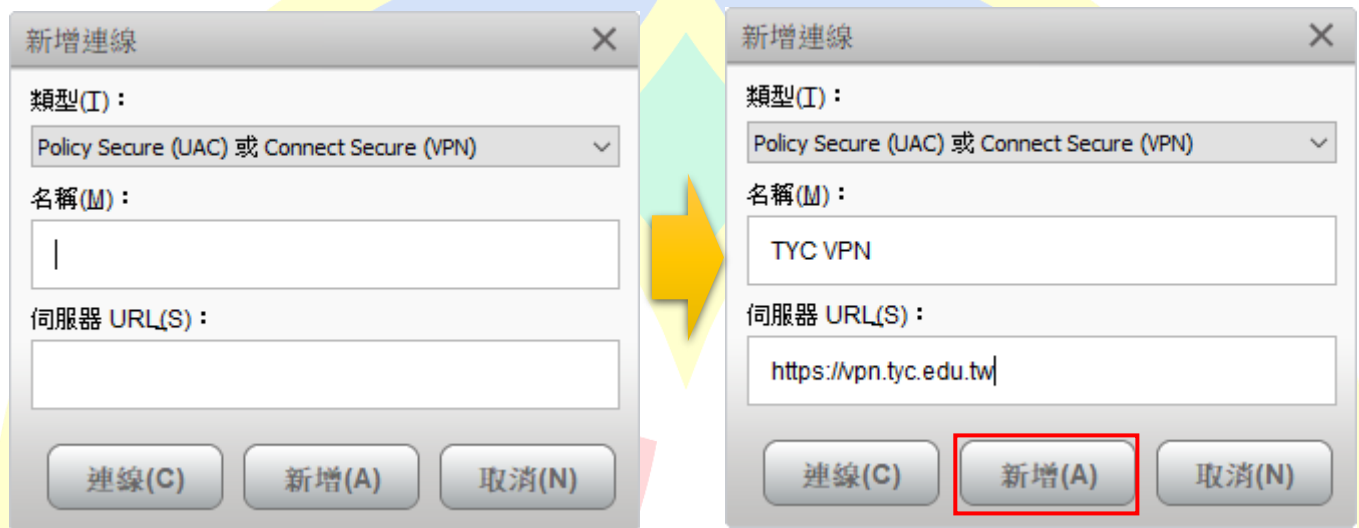 新增連線
類型(T)：
Policy Secure (UAC) 或 Connect Secure (VPN)
名稱(M)：
伺服器 URL(S)：
連線(C)
新增(A)
取消(N)
新增連線
類型(T)：
Policy Secure (UAC) 或 Connect Secure (VPN)
名稱(M)：
TYC VPN
伺服器 URL(S)：
https://vpn.tyc.edu.tw
連線(C)
新增(A)
取消(N)